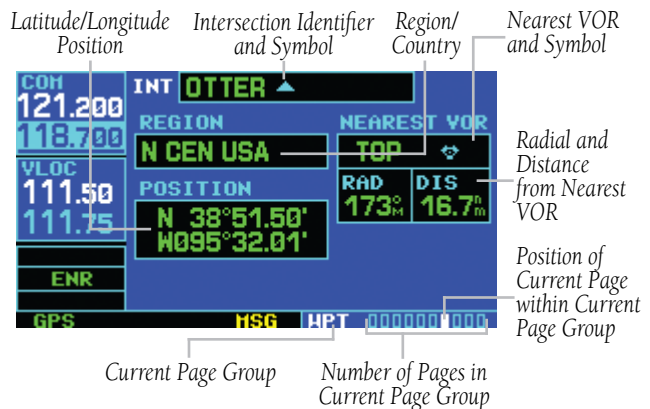 Latitude/Longitude
Position
Intersection Identifier
and Symbol
Region/
Country
Nearest VOR
and Symbol
COM
121.200
118.700
VLOC
111.50
111.75
ENR
GPS
INT OTTER
REGION
N CEN USA
POSITION
N 38°51.50'
W095°32.01'
NEAREST VOR
TOP
RAD
173°M
DIS
16.7nm
MSG
WPT
Radial and
Distance
from Nearest
VOR
Position of
Current Page
within Current
Page Group
Current Page Group
Number of Pages in
Current Page Group